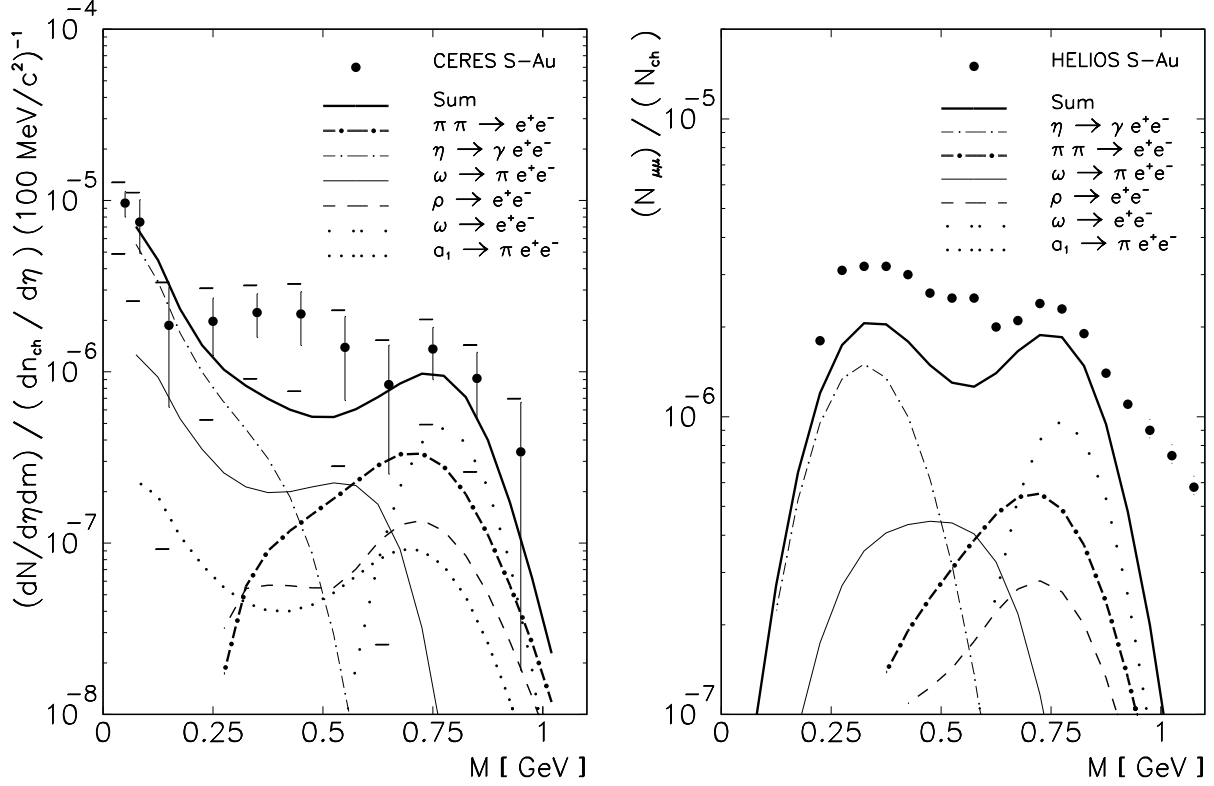 10⁻⁴
10⁻⁵
10⁻⁶
10⁻⁷
10⁻⁸
(dN/dηdm) / ( dn_ch / dη ) (100 MeV/c²)⁻¹
CERES S-Au
Sum
π π → e⁺e⁻
η → γ e⁺e⁻
ω → π e⁺e⁻
ρ → e⁺e⁻
ω → e⁺e⁻
a₁ → π e⁺e⁻
0 0.25 0.5 0.75 1
M [ GeV ]
(N μμ) / ( N_ch )
10⁻⁵
10⁻⁶
10⁻⁷
HELIOS S-Au
Sum
η → γ e⁺e⁻
π π → e⁺e⁻
ω → π e⁺e⁻
ρ → e⁺e⁻
ω → e⁺e⁻
a₁ → π e⁺e⁻
0 0.25 0.5 0.75 1
M [ GeV ]